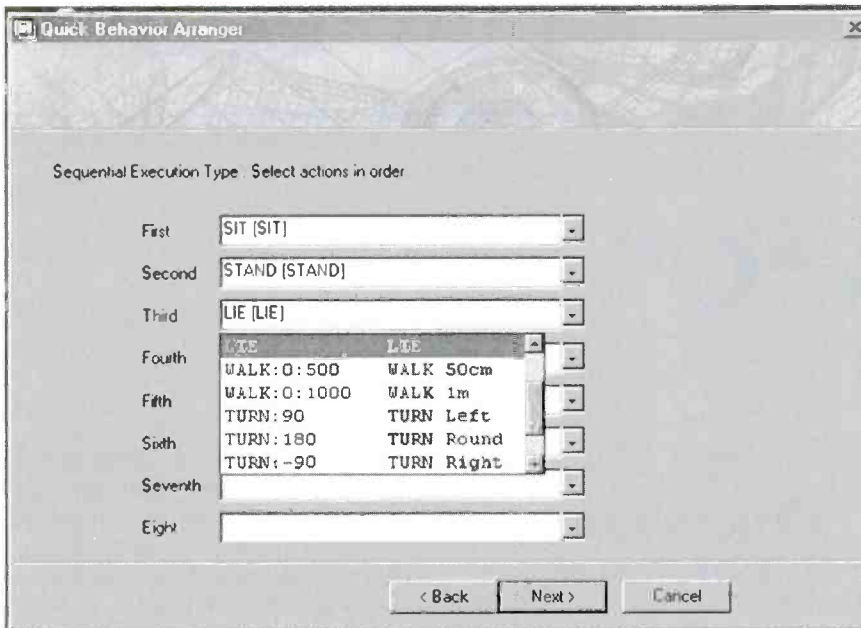 Quick Behavior Arranger
Sequential Execution Type : Select actions in order
First SIT [SIT]
Second STAND [STAND]
Third LIE [LIE]
Fourth LIE LIE
WALK:0:500 WALK 50cm
Fifth WALK:0:1000 WALK 1m
TURN:90 TURN Left
Sixth TURN:180 TURN Round
TURN:-90 TURN Right
Seventh
Eight
< Back Next > Cancel